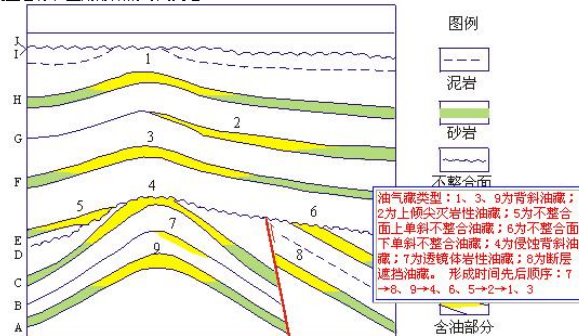 图例
J
I
1
泥岩
H
砂岩
G
2
3
F
不整合面
4
油气藏类型：1、3、9为背斜油藏；
2为上倾尖灭岩性油藏；5为不整合
面上单斜不整合油藏；6为不整合面
下单斜不整合油藏；4为侵蚀背斜油
藏；7为透镜体岩性油藏；8为断层
遮挡油藏。 形成时间先后顺序：7
→8、9→4、6、5→2→1、3
5
6
7
E
D
8
9
C
B
A
含油部分